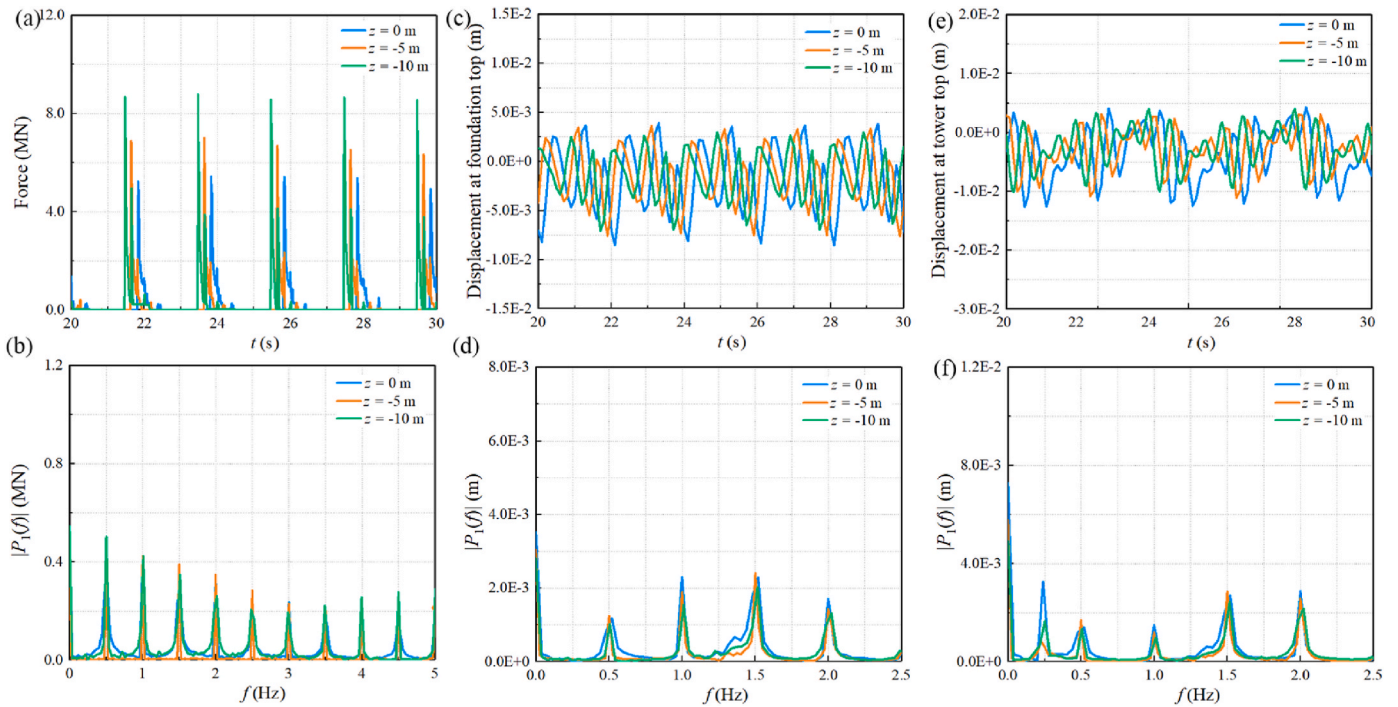 (a)
12.0
8.0
4.0
0.0
Force (MN)
z = 0 m
z = -5 m
z = -10 m
20 22 24 26 28 30
t (s)
(c)
1.5E-2
1.0E-2
5.0E-3
0.0E+0
-5.0E-3
-1.0E-2
-1.5E-2
Displacement at foundation top (m)
z = 0 m
z = -5 m
z = -10 m
20 22 24 26 28 30
t (s)
(e)
2.0E-2
1.0E-2
0.0E+0
-1.0E-2
-2.0E-2
-3.0E-2
Displacement at tower top (m)
z = 0 m
z = -5 m
z = -10 m
20 22 24 26 28 30
t (s)
(b)
1.2
0.8
0.4
0.0
|P1(f)| (MN)
z = 0 m
z = -5 m
z = -10 m
0 1 2 3 4 5
f (Hz)
(d)
8.0E-3
6.0E-3
4.0E-3
2.0E-3
0.0E+0
|P1(f)| (m)
z = 0 m
z = -5 m
z = -10 m
0.0 0.5 1.0 1.5 2.0 2.5
f (Hz)
(f)
1.2E-2
8.0E-3
4.0E-3
0.0E+0
|P1(f)| (m)
z = 0 m
z = -5 m
z = -10 m
0.0 0.5 1.0 1.5 2.0 2.5
f (Hz)